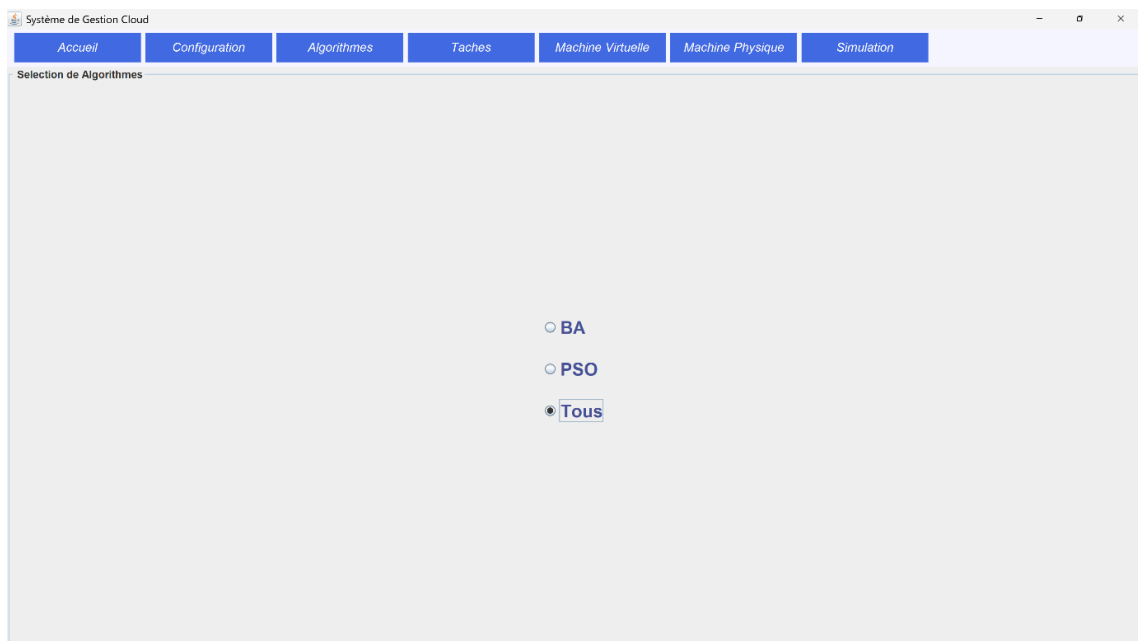 Système de Gestion Cloud
Accueil Configuration Algorithmes Taches Machine Virtuelle Machine Physique Simulation
Selection de Algorithmes
BA
PSO
Tous